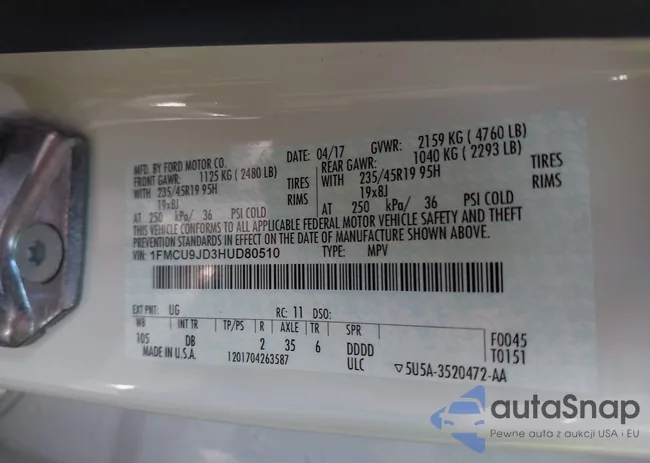 MFD. BY FORD MOTOR CO.
DATE: 04/17 GVWR: 2159 KG ( 4760 LB)
FRONT GAWR: 1125 KG ( 2480 LB) REAR GAWR: 1040 KG ( 2293 LB)
WITH 235/45R19 95H TIRES WITH 235/45R19 95H TIRES
19x8J RIMS 19x8J RIMS
AT 250 kPa/ 36 PSI COLD AT 250 kPa/ 36 PSI COLD
THIS VEHICLE CONFORMS TO ALL APPLICABLE FEDERAL MOTOR VEHICLE SAFETY AND THEFT
PREVENTION STANDARDS IN EFFECT ON THE DATE OF MANUFACTURE SHOWN ABOVE.
VIN: 1FMCU9JD3HUD80510 TYPE: MPV
EXT PNT: UG RC: 11 DSO:
WB INT TR TP/PS R AXLE TR SPR F0045
105 DB 2 35 6 DDDD T0151
MADE IN U.S.A. 1201704263587 ULC ▽5U5A-3520472-AA
autaSnap
Pewne auta z aukcji USA i EU